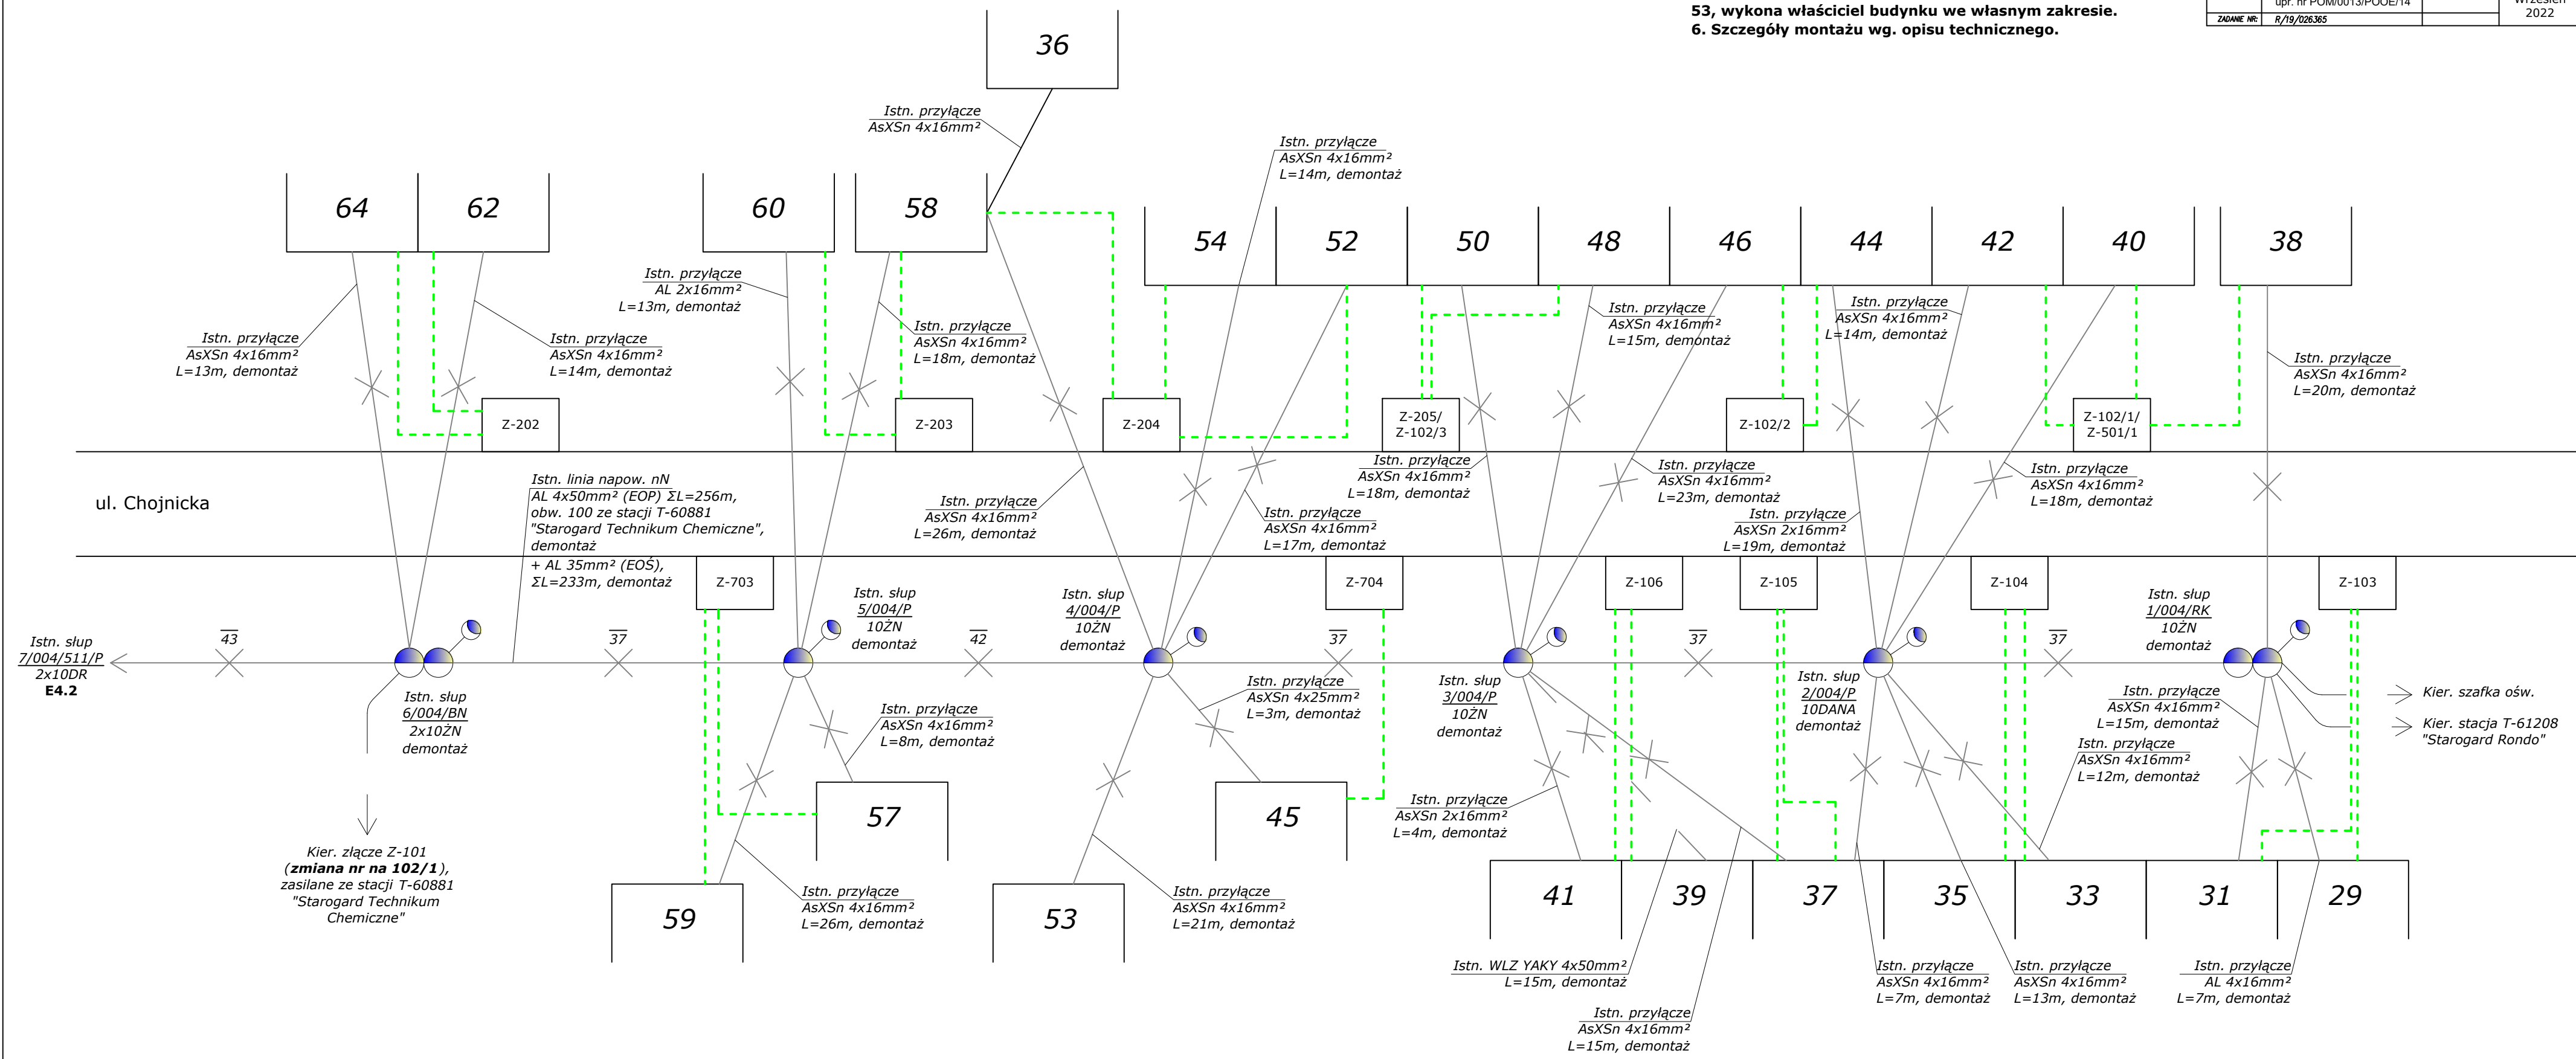 53, wykona właściciel budynku we własnym zakresie.
6. Szczegóły montażu wg. opisu technicznego.
upr. nr POM/0013/POOE/14
wrzesień
2022
ZADANIE NR:
R/19/026365
36
Istn. przyłącze
AsXSn 4x16mm²
Istn. przyłącze
AsXSn 4x16mm²
L=14m, demontaż
64
62
60
58
54
52
50
48
46
44
42
40
38
Istn. przyłącze
AL 2x16mm²
L=13m, demontaż
Istn. przyłącze
AsXSn 4x16mm²
L=13m, demontaż
Istn. przyłącze
AsXSn 4x16mm²
L=14m, demontaż
Istn. przyłącze
AsXSn 4x16mm²
L=18m, demontaż
Istn. przyłącze
AsXSn 4x16mm²
L=15m, demontaż
Istn. przyłącze
AsXSn 4x16mm²
L=14m, demontaż
Istn. przyłącze
AsXSn 4x16mm²
L=20m, demontaż
Z-202
Z-203
Z-204
Z-205/
Z-102/3
Z-102/2
Z-102/1/
Z-501/1
ul. Chojnicka
Istn. linia napow. nN
AL 4x50mm² (EOP) ΣL=256m,
obw. 100 ze stacji T-60881
"Starogard Technikum Chemiczne",
demontaż
+ AL 35mm² (EOŚ),
ΣL=233m, demontaż
Istn. przyłącze
AsXSn 4x16mm²
L=26m, demontaż
Istn. przyłącze
AsXSn 4x16mm²
L=17m, demontaż
Istn. przyłącze
AsXSn 4x16mm²
L=18m, demontaż
Istn. przyłącze
AsXSn 4x16mm²
L=23m, demontaż
Istn. przyłącze
AsXSn 2x16mm²
L=19m, demontaż
Istn. przyłącze
AsXSn 4x16mm²
L=18m, demontaż
Z-703
Z-704
Z-106
Z-105
Z-104
Z-103
Istn. słup
7/004/511/P
2x10DR
E4.2
43
37
42
37
37
37
Istn. słup
6/004/BN
2x10ŻN
demontaż
Istn. słup
5/004/P
10ŻN
demontaż
Istn. słup
4/004/P
10ŻN
demontaż
Istn. słup
3/004/P
10ŻN
demontaż
Istn. słup
2/004/P
10DANA
demontaż
Istn. słup
1/004/RK
10ŻN
demontaż
Kier. szafka ośw.
Kier. stacja T-61208
"Starogard Rondo"
Istn. przyłącze
AsXSn 4x16mm²
L=8m, demontaż
Istn. przyłącze
AsXSn 4x25mm²
L=3m, demontaż
Istn. przyłącze
AsXSn 4x16mm²
L=15m, demontaż
Istn. przyłącze
AsXSn 4x16mm²
L=12m, demontaż
Istn. przyłącze
AsXSn 2x16mm²
L=4m, demontaż
Kier. złącze Z-101
(zmiana nr na 102/1),
zasilane ze stacji T-60881
"Starogard Technikum
Chemiczne"
57
45
59
53
41
39
37
35
33
31
29
Istn. przyłącze
AsXSn 4x16mm²
L=26m, demontaż
Istn. przyłącze
AsXSn 4x16mm²
L=21m, demontaż
Istn. WLZ YAKY 4x50mm²
L=15m, demontaż
Istn. przyłącze
AsXSn 4x16mm²
L=15m, demontaż
Istn. przyłącze
AsXSn 4x16mm²
L=7m, demontaż
Istn. przyłącze
AsXSn 4x16mm²
L=13m, demontaż
Istn. przyłącze
AL 4x16mm²
L=7m, demontaż